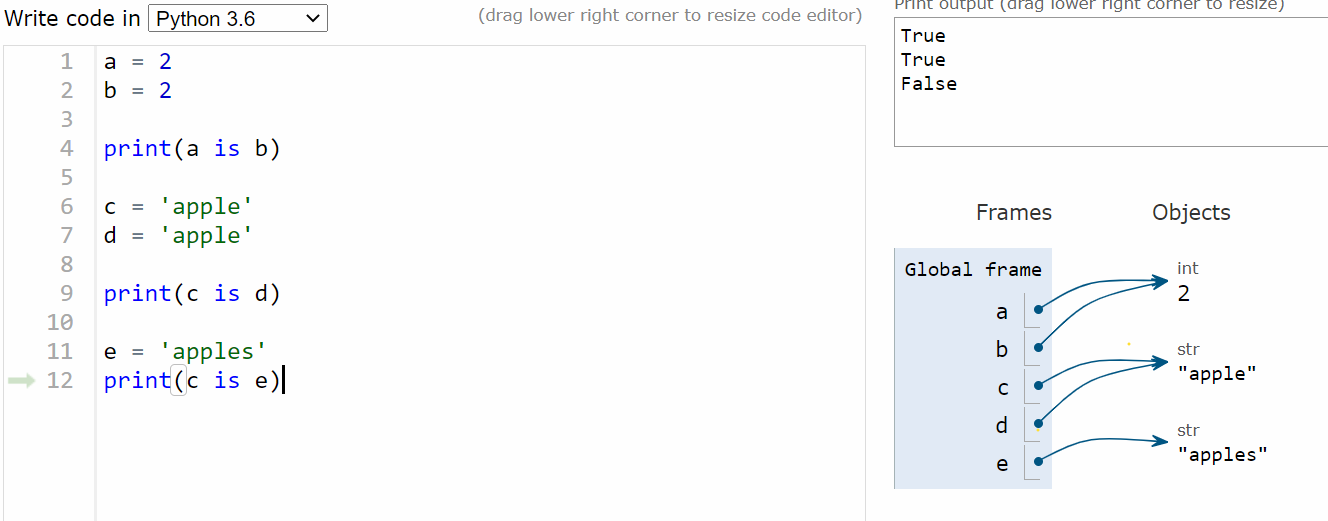 Write code in Python 3.6
(drag lower right corner to resize code editor)
1 a = 2
2 b = 2
3
4 print(a is b)
5
6 c = 'apple'
7 d = 'apple'
8
9 print(c is d)
10
11 e = 'apples'
12 print(c is e)
Print output (drag lower right corner to resize)
True
True
False
Frames Objects
Global frame
int
a 2
b
str
c "apple"
d
str
e "apples"